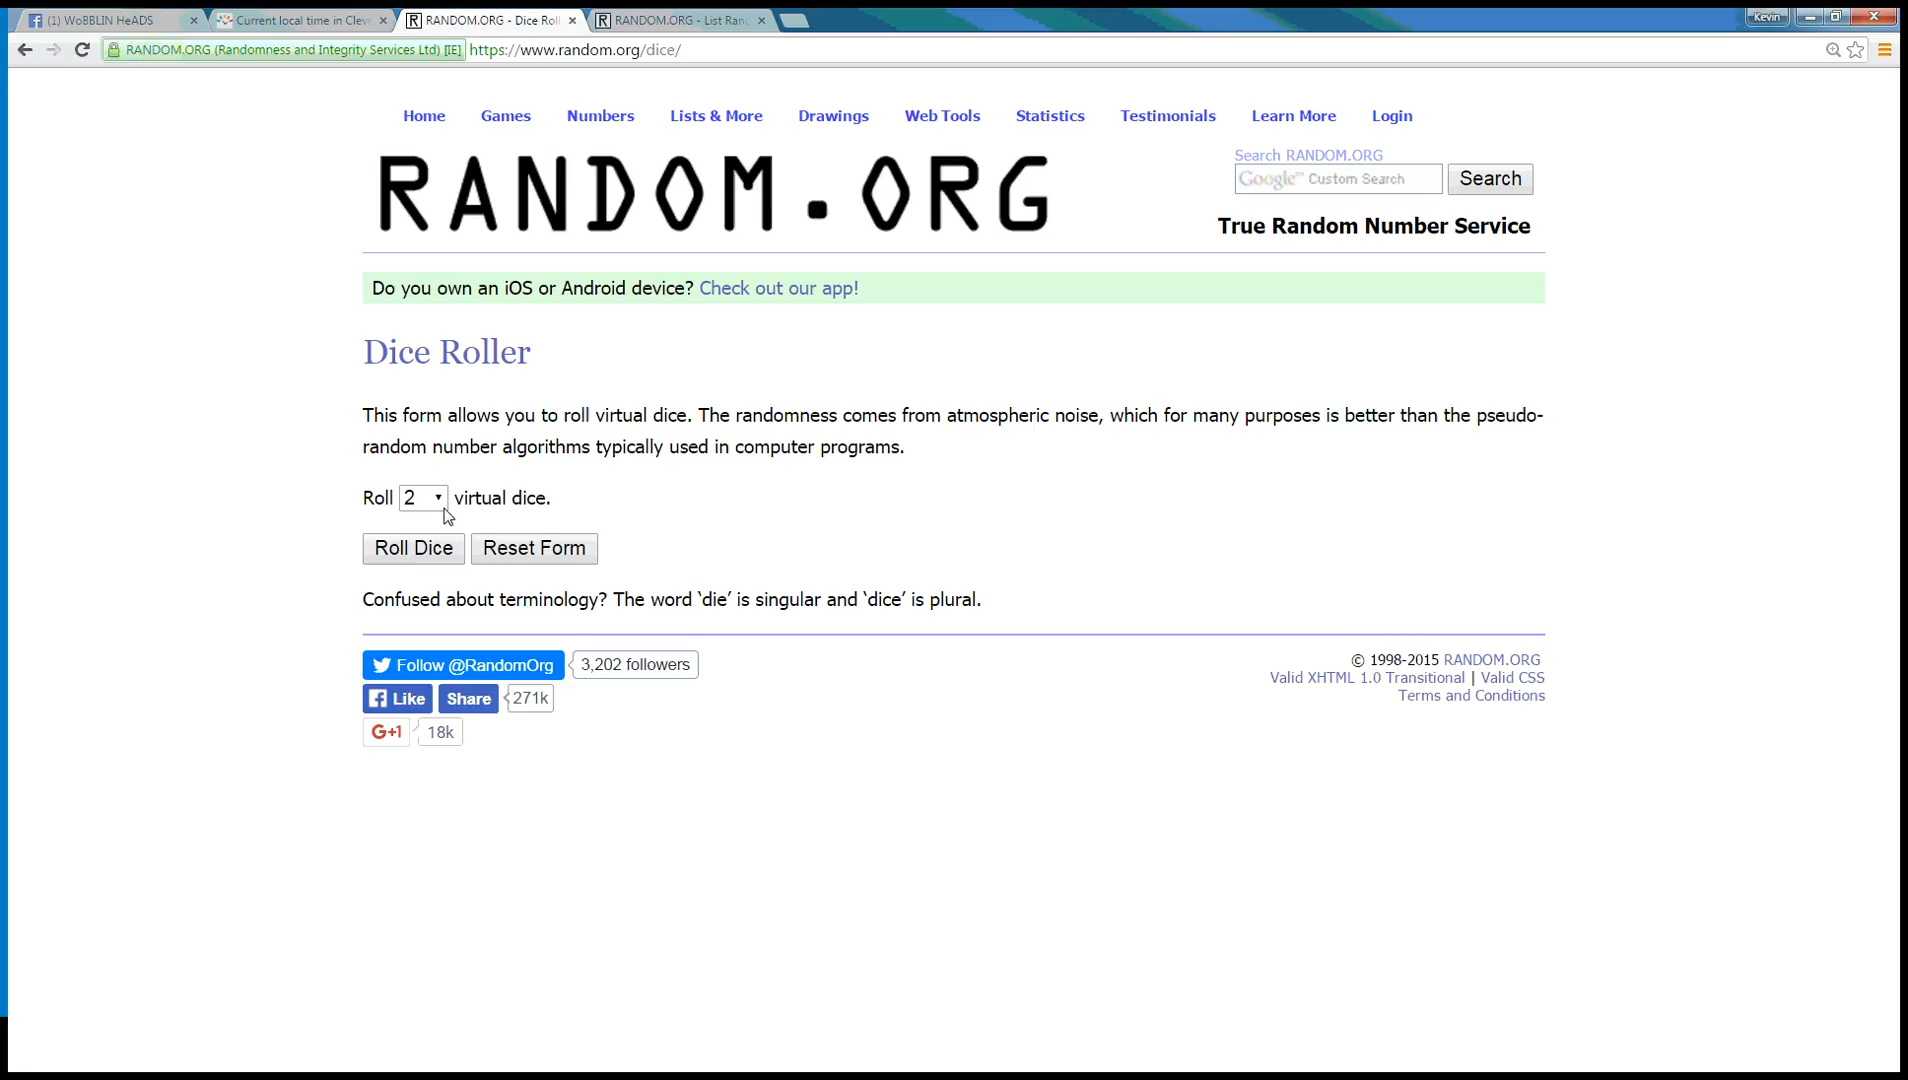 (1) WoBBLIN HeADS
Current local time in Cleve
RANDOM.ORG - Dice Rol
RANDOM.ORG - List Ran
Kevin
RANDOM.ORG (Randomness and Integrity Services Ltd) [IE]
https://www.random.org/dice/
Home Games Numbers Lists & More Drawings Web Tools Statistics Testimonials Learn More Login
RANDOM.ORG
Search RANDOM.ORG
Google™ Custom Search
Search
True Random Number Service
Do you own an iOS or Android device? Check out our app!
Dice Roller
This form allows you to roll virtual dice. The randomness comes from atmospheric noise, which for many purposes is better than the pseudo-
random number algorithms typically used in computer programs.
Roll 2 virtual dice.
Roll Dice Reset Form
Confused about terminology? The word ‘die’ is singular and ‘dice’ is plural.
Follow @RandomOrg 3,202 followers
Like Share 271k
G+1 18k
© 1998-2015 RANDOM.ORG
Valid XHTML 1.0 Transitional | Valid CSS
Terms and Conditions